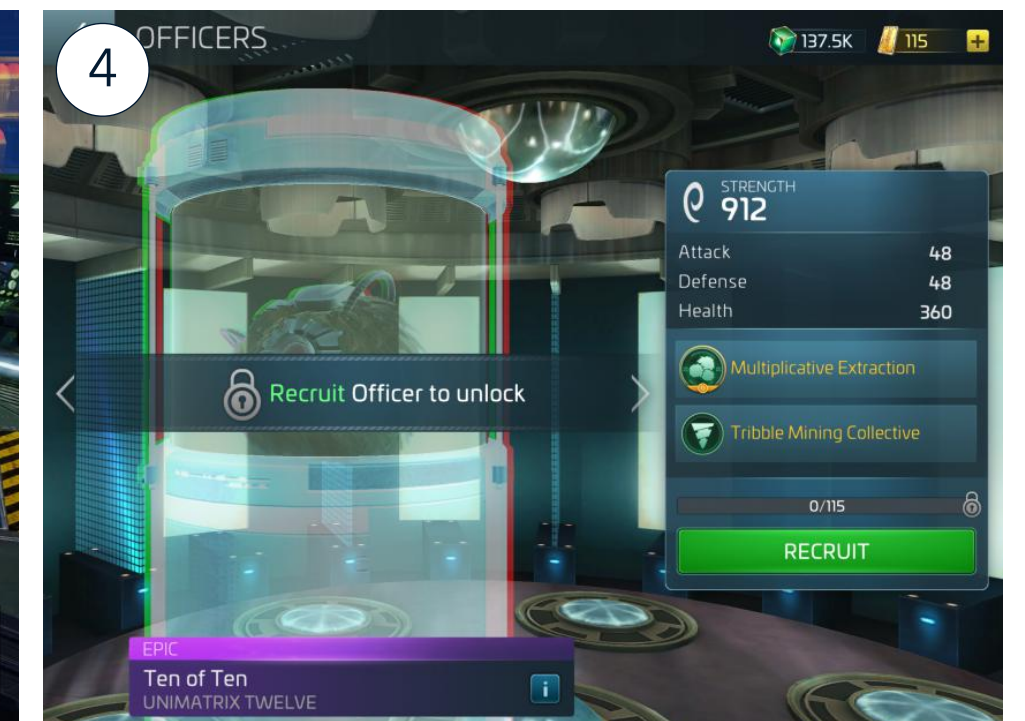 4
OFFICERS
137.5K
115
STRENGTH
912
Attack 48
Defense 48
Health 360
Recruit Officer to unlock
Multiplicative Extraction
Tribble Mining Collective
0/115
RECRUIT
EPIC
Ten of Ten
UNIMATRIX TWELVE